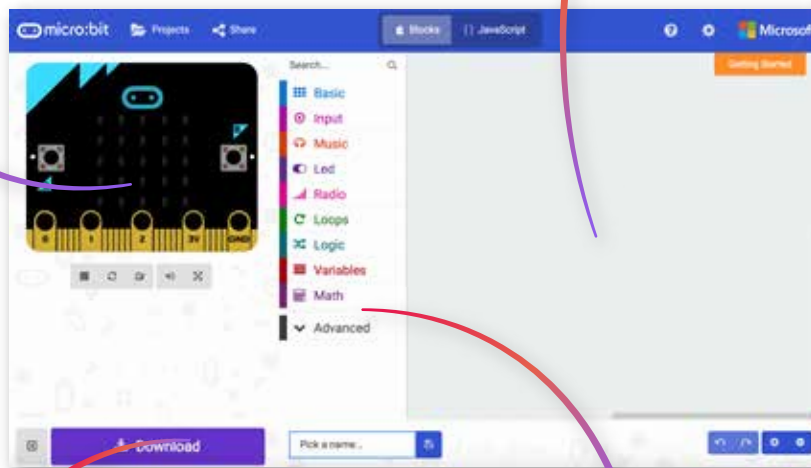 micro:bit Projects Share Blocks {} JavaScript Microsoft
Getting Started
Search...
Basic
Input
Music
Led
Radio
Loops
Logic
Variables
Math
Advanced
0 1 2 3V GND
Download
Pick a name...